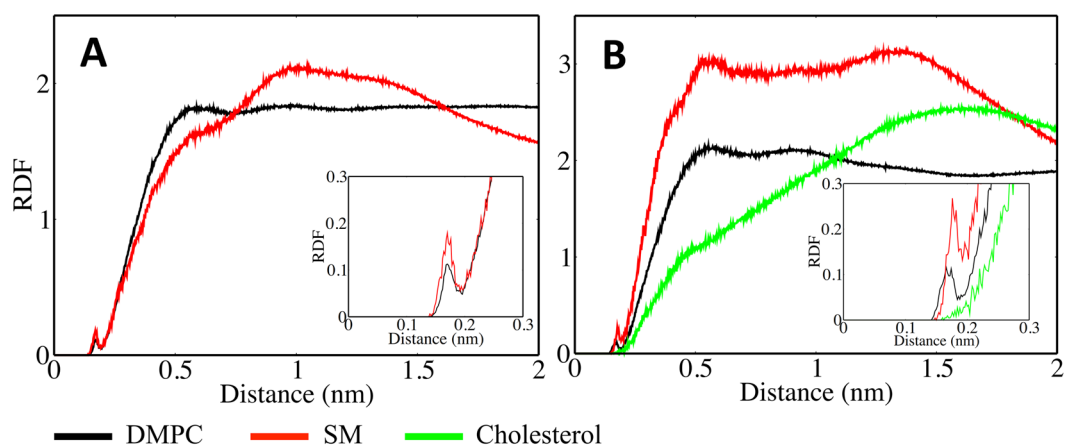 A
B
2
1
0
RDF
0 0.5 1 1.5 2
Distance (nm)
0.3
0.2
0.1
0
RDF
0 0.1 0.2 0.3
Distance (nm)
3
2
1
0
0.5 1 1.5 2
Distance (nm)
0.3
0.2
0.1
0
RDF
0 0.1 0.2 0.3
Distance (nm)
DMPC SM Cholesterol